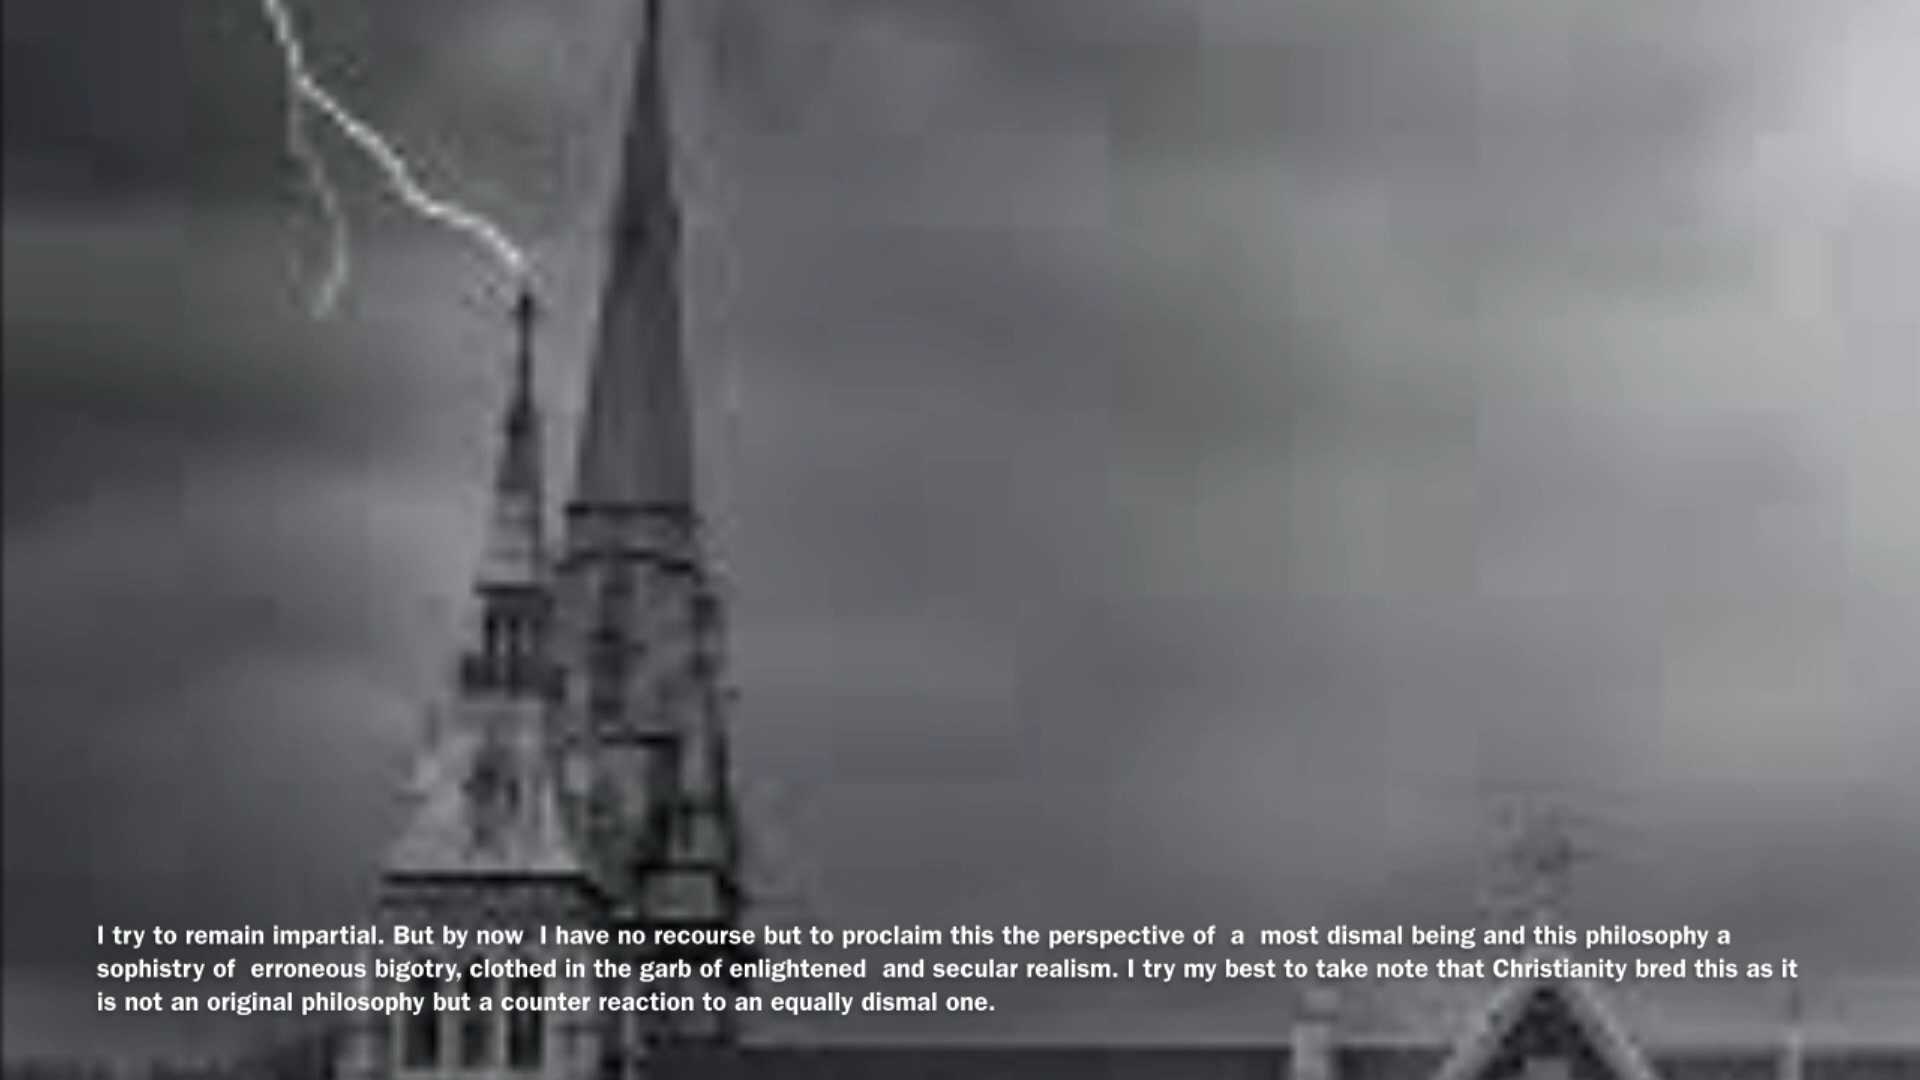 I try to remain impartial. But by now  I have no recourse but to proclaim this the perspective of  a  most dismal being and this philosophy a
sophistry of  erroneous bigotry, clothed in the garb of enlightened  and secular realism. I try my best to take note that Christianity bred this as it
is not an original philosophy but a counter reaction to an equally dismal one.